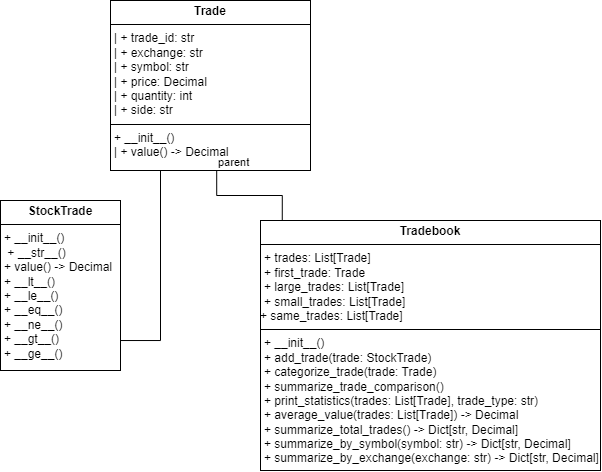 Trade
| + trade_id: str
| + exchange: str
| + symbol: str
| + price: Decimal
| + quantity: int
| + side: str
+ __init__()
| + value() -> Decimal
parent
StockTrade
+ __init__()
+ __str__()
+ value() -> Decimal
+ __lt__()
+ __le__()
+ __eq__()
+ __ne__()
+ __gt__()
+ __ge__()
Tradebook
+ trades: List[Trade]
+ first_trade: Trade
+ large_trades: List[Trade]
+ small_trades: List[Trade]
+ same_trades: List[Trade]
+ __init__()
+ add_trade(trade: StockTrade)
+ categorize_trade(trade: Trade)
+ summarize_trade_comparison()
+ print_statistics(trades: List[Trade], trade_type: str)
+ average_value(trades: List[Trade]) -> Decimal
+ summarize_total_trades() -> Dict[str, Decimal]
+ summarize_by_symbol(symbol: str) -> Dict[str, Decimal]
+ summarize_by_exchange(exchange: str) -> Dict[str, Decimal]